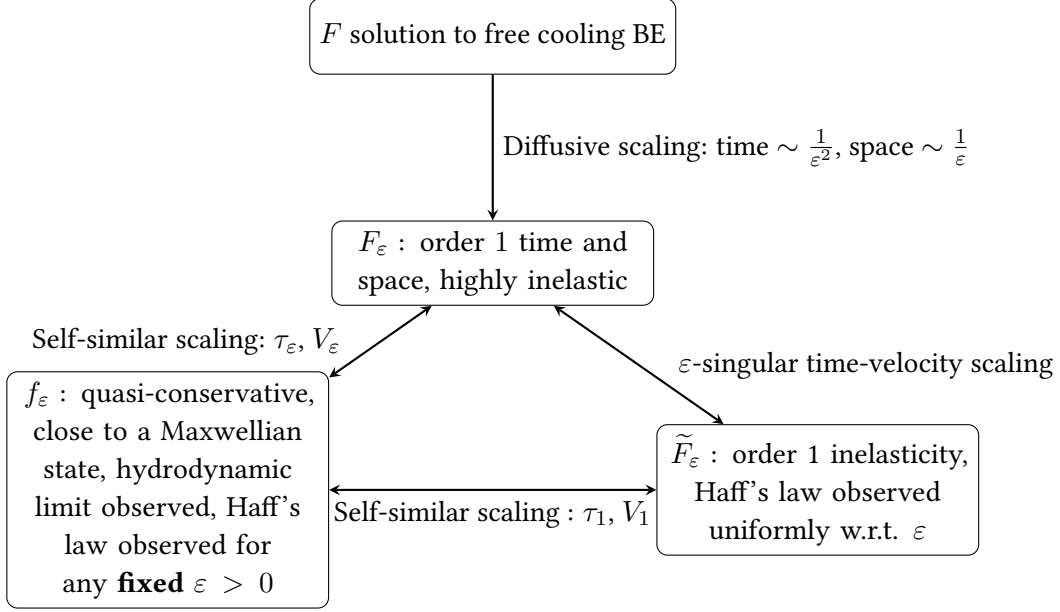 F solution to free cooling BE
Diffusive scaling: time ∼ 1/ε², space ∼ 1/ε
F_ε : order 1 time and
space, highly inelastic
Self-similar scaling: τ_ε, V_ε
ε-singular time-velocity scaling
f_ε : quasi-conservative,
close to a Maxwellian
state, hydrodynamic
limit observed, Haff's
law observed for
any fixed ε > 0
Self-similar scaling : τ_1, V_1
F̃_ε : order 1 inelasticity,
Haff's law observed
uniformly w.r.t. ε